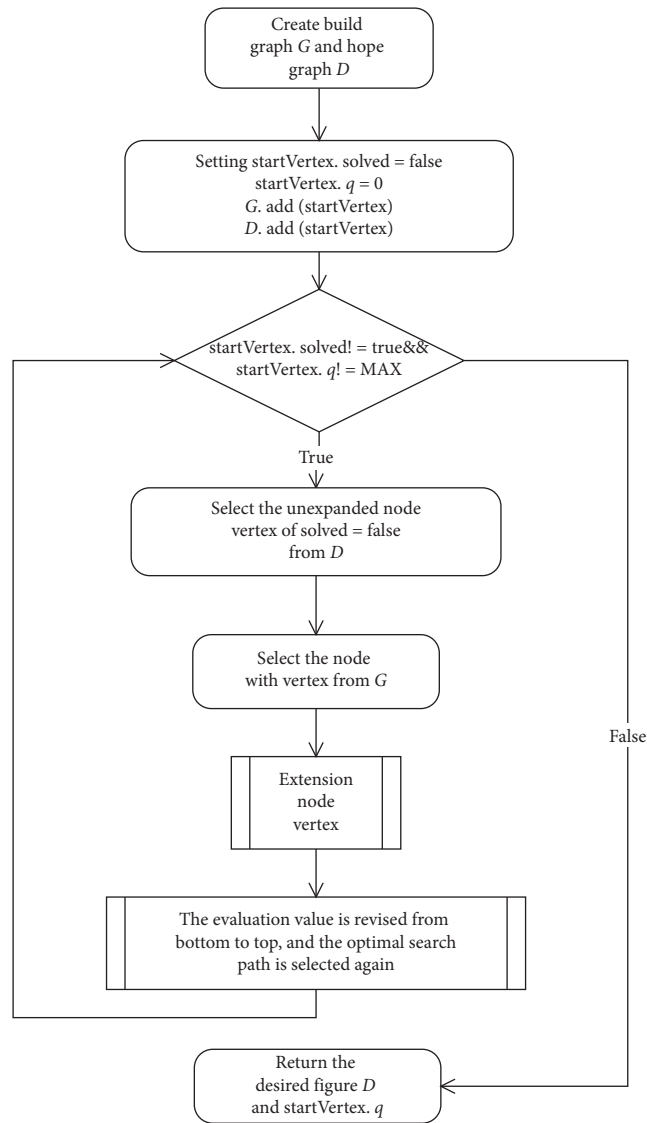 Create build
graph G and hope
graph D
Setting startVertex. solved = false
startVertex. q = 0
G. add (startVertex)
D. add (startVertex)
startVertex. solved! = true&&
startVertex. q! = MAX
True
Select the unexpanded node
vertex of solved = false
from D
Select the node
with vertex from G
False
Extension
node
vertex
The evaluation value is revised from
bottom to top, and the optimal search
path is selected again
Return the
desired figure D
and startVertex. q